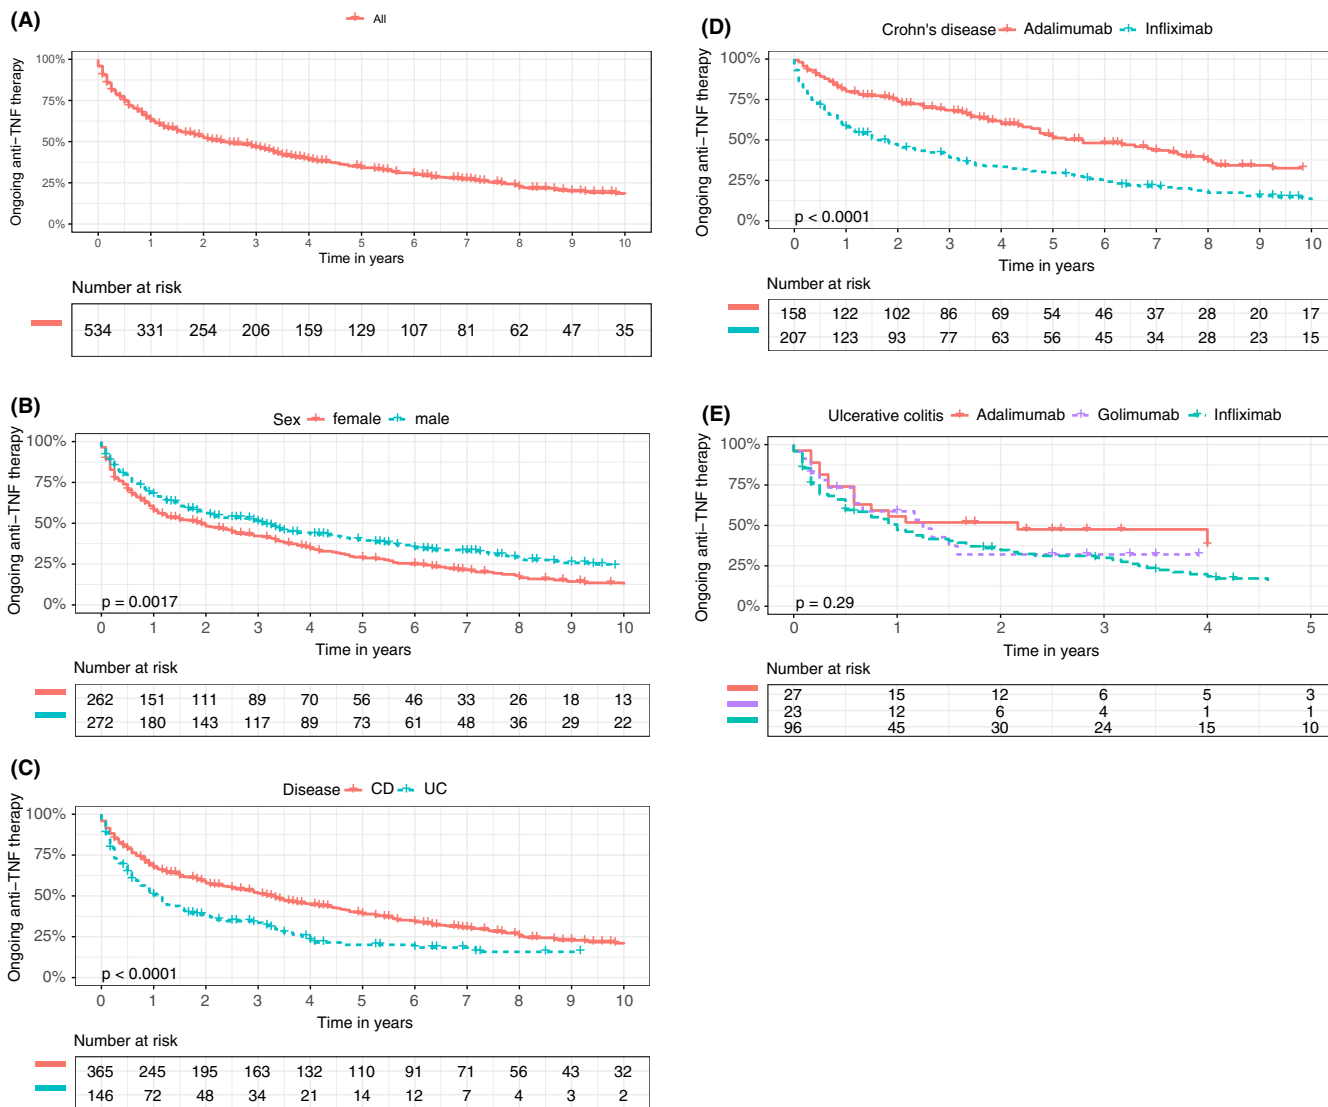 (A)
All
Ongoing anti−TNF therapy
100%
75%
50%
25%
0%
0 1 2 3 4 5 6 7 8 9 10
Time in years
Number at risk
534 331 254 206 159 129 107 81 62 47 35
(B)
Sex female male
Ongoing anti−TNF therapy
100%
75%
50%
25%
0%
p = 0.0017
0 1 2 3 4 5 6 7 8 9 10
Time in years
Number at risk
262 151 111 89 70 56 46 33 26 18 13
272 180 143 117 89 73 61 48 36 29 22
(C)
Disease CD UC
Ongoing anti−TNF therapy
100%
75%
50%
25%
0%
p < 0.0001
0 1 2 3 4 5 6 7 8 9 10
Time in years
Number at risk
365 245 195 163 132 110 91 71 56 43 32
146 72 48 34 21 14 12 7 4 3 2
(D)
Crohn's disease Adalimumab Infliximab
Ongoing anti−TNF therapy
100%
75%
50%
25%
0%
p < 0.0001
0 1 2 3 4 5 6 7 8 9 10
Time in years
Number at risk
158 122 102 86 69 54 46 37 28 20 17
207 123 93 77 63 56 45 34 28 23 15
(E)
Ulcerative colitis Adalimumab Golimumab Infliximab
Ongoing anti−TNF therapy
100%
75%
50%
25%
0%
p = 0.29
0 1 2 3 4 5
Time in years
Number at risk
27 15 12 6 5 3
23 12 6 4 1 1
96 45 30 24 15 10